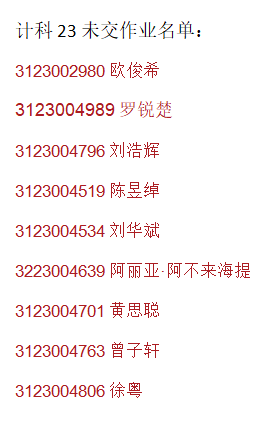 计科 23 未交作业名单：
3123002980 欧俊希
3123004989 罗锐楚
3123004796 刘浩辉
3123004519 陈昱绰
3123004534 刘华斌
3223004639 阿丽亚·阿不来海提
3123004701 黄思聪
3123004763 曾子轩
3123004806 徐粤